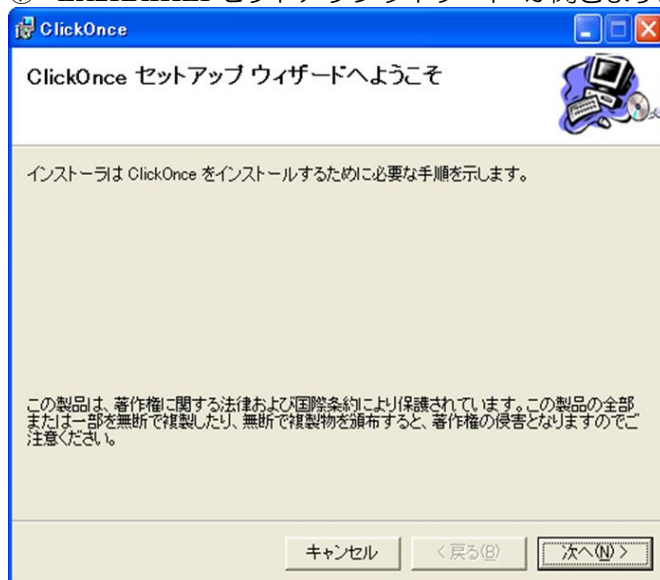 ClickOnce
ClickOnce セットアップ ウィザードへようこそ
インストーラは ClickOnce をインストールするために必要な手順を示します。
この製品は、著作権に関する法律および国際条約により保護されています。この製品の全部
または一部を無断で複製したり、無断で複製物を頒布すると、著作権の侵害となりますのでご
注意ください。
キャンセル
< 戻る(B)
次へ(N) >